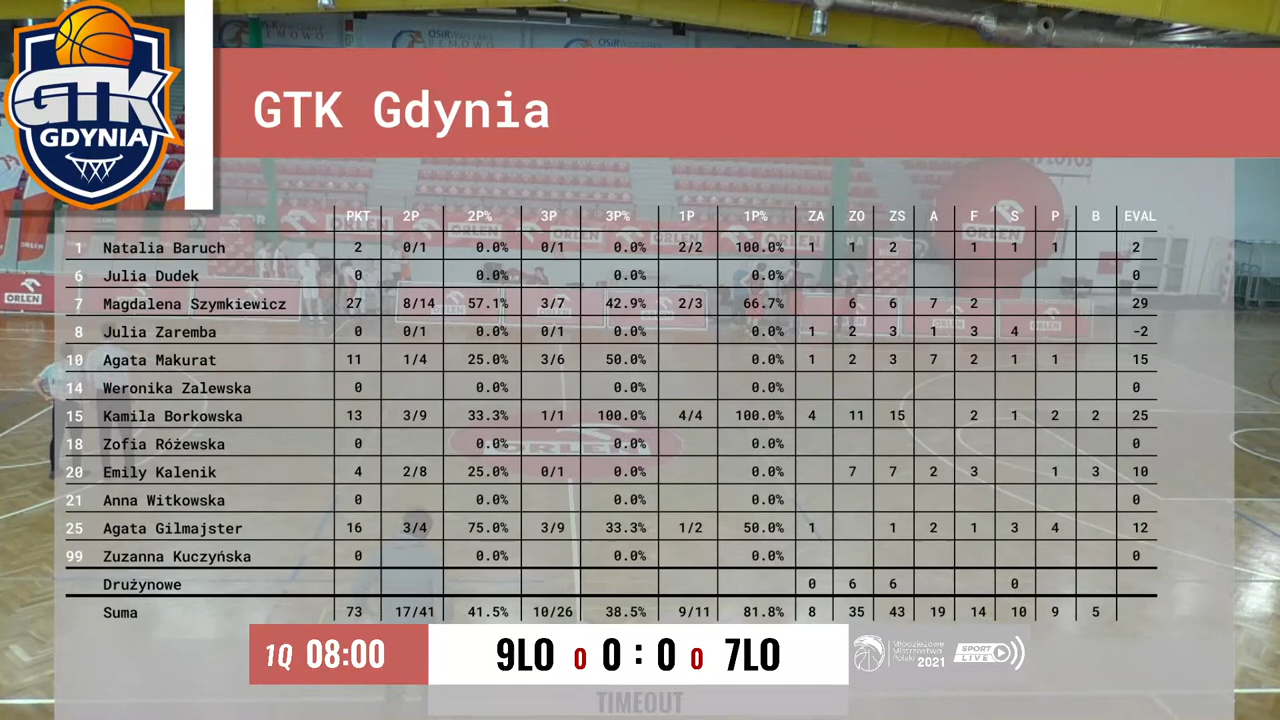 OSiR Warszawa
BEMOWO
OSiR Warszawa
BEMOWO
OSiR Warszawa
GTK
GDYNIA
GTK Gdynia
LOTOS
PKT 2P 2P% 3P 3P% 1P 1P% ZA ZO ZS A F S P B EVAL
1 Natalia Baruch 2 0/1 0.0% 0/1 0.0% 2/2 100.0% 1 1 2 1 1 1 2
6 Julia Dudek 0 0.0% 0.0% 0.0% 0
7 Magdalena Szymkiewicz 27 8/14 57.1% 3/7 42.9% 2/3 66.7% 6 6 7 2 29
8 Julia Zaremba 0 0/1 0.0% 0/1 0.0% 0.0% 1 2 3 1 3 4 -2
10 Agata Makurat 11 1/4 25.0% 3/6 50.0% 0.0% 1 2 3 7 2 1 1 15
14 Weronika Zalewska 0 0.0% 0.0% 0.0% 0
15 Kamila Borkowska 13 3/9 33.3% 1/1 100.0% 4/4 100.0% 4 11 15 2 1 2 2 25
18 Zofia Różewska 0 0.0% 0.0% 0.0% 0
20 Emily Kalenik 4 2/8 25.0% 0/1 0.0% 0.0% 7 7 2 3 1 3 10
21 Anna Witkowska 0 0.0% 0.0% 0.0% 0
25 Agata Gilmajster 16 3/4 75.0% 3/9 33.3% 1/2 50.0% 1 1 2 1 3 4 12
99 Zuzanna Kuczyńska 0 0.0% 0.0% 0.0% 0
Drużynowe 0 6 6 0
Suma 73 17/41 41.5% 10/26 38.5% 9/11 81.8% 8 35 43 19 14 10 9 5
ORLEN
ORLEN
ORLEN
ORLEN
1Q 08:00 9LO 0 0 : 0 0 7LO
Młodzieżowe
Mistrzostwa
Polski 2021
SPORT
LIVE
TIMEOUT